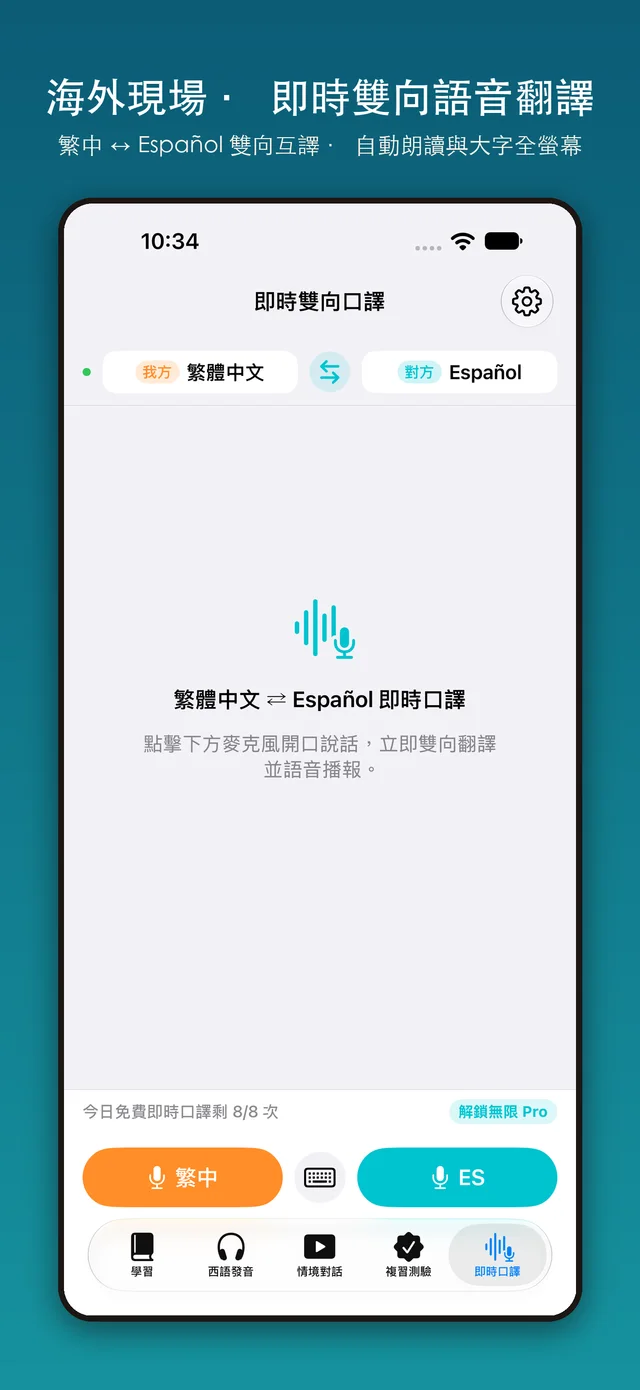 海外現場· 即時雙向語音翻譯
繁中 ↔ Español 雙向互譯· 自動朗讀與大字全螢幕
10:34
即時雙向口譯
我方 繁體中文 對方 Español
繁體中文 ⇄ Español 即時口譯
點擊下方麥克風開口說話，立即雙向翻譯
並語音播報。
今日免費即時口譯剩 8/8 次 解鎖無限 Pro
繁中 ES
學習 西語發音 情境對話 複習測驗 即時口譯